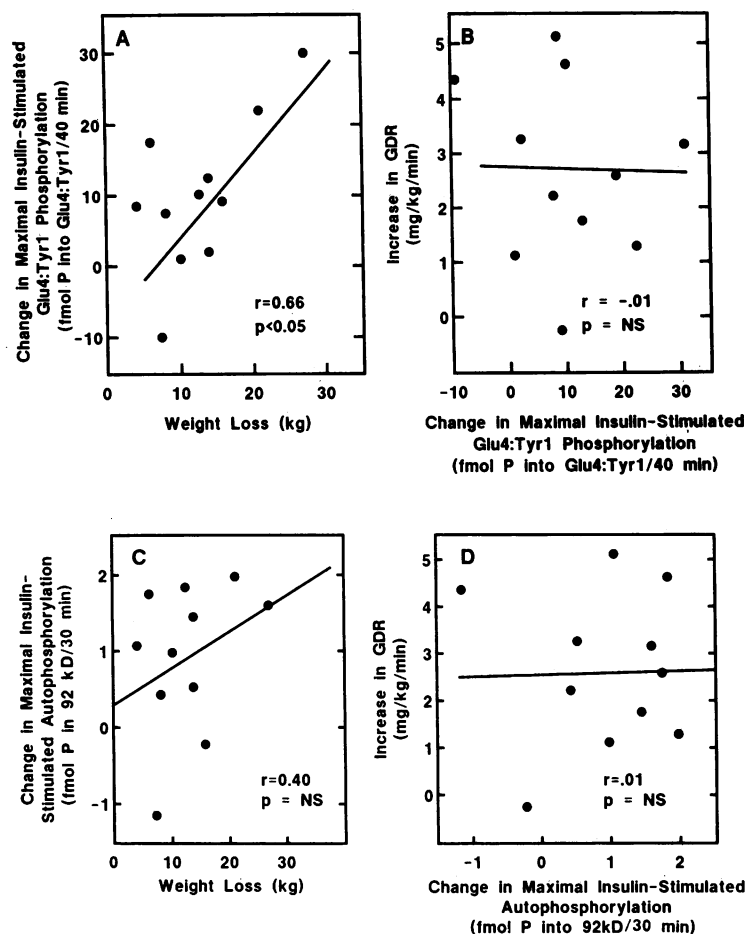 A
Change in Maximal Insulin-Stimulated
Glu4:Tyr1 Phosphorylation
(fmol P into Glu4:Tyr1/40 min)
30
20
10
0
-10
r=0.66
p<0.05
0 10 20 30
Weight Loss (kg)
B
Increase in GDR
(mg/kg/min)
5
4
3
2
1
0
r = -.01
p = NS
-10 0 10 20 30
Change in Maximal Insulin-Stimulated
Glu4:Tyr1 Phosphorylation
(fmol P into Glu4:Tyr1/40 min)
C
Change in Maximal Insulin-
Stimulated Autophosphorylation
(fmol P in 92 kD/30 min)
2
1
0
-1
r=0.40
p = NS
0 10 20 30
Weight Loss (kg)
D
Increase in GDR
(mg/kg/min)
5
4
3
2
1
0
r=.01
p = NS
-1 0 1 2
Change in Maximal Insulin-Stimulated
Autophosphorylation
(fmol P into 92kD/30 min)